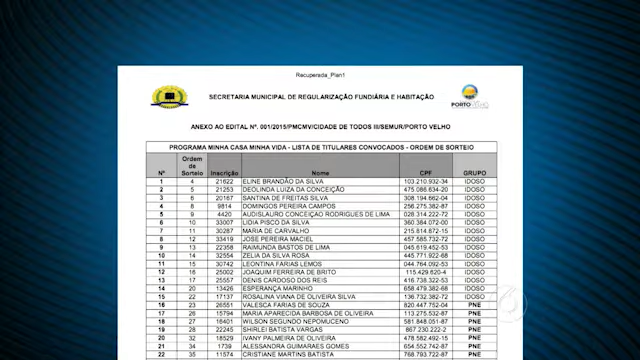 Recuperada_Plan1
SECRETARIA MUNICIPAL DE REGULARIZAÇÃO FUNDIÁRIA E HABITAÇÃO
PORTO
ANEXO AO EDITAL Nº. 001/2015/PMCMV/CIDADE DE TODOS III/SEMUR/PORTO VELHO
PROGRAMA MINHA CASA MINHA VIDA - LISTA DE TITULARES CONVOCADOS - ORDEM DE SORTEIO
Nº Ordem de Sorteio Inscrição Nome CPF GRUPO
1 4 21622 ELINE BRANDÃO DA SILVA 103.210.932-34 IDOSO
2 5 21253 DEOLINDA LUIZA DA CONCEIÇÃO 475.086.634-20 IDOSO
3 6 20167 SANTINA DE FREITAS SILVA 308.194.662-04 IDOSO
4 8 9814 DOMINGOS PEREIRA CAMPOS 256.275.382-87 IDOSO
5 9 4420 AUDISLAURO CONCEIÇAO RODRIGUES DE LIMA 028.314.222-72 IDOSO
6 10 33007 LIDIA PISCO DA SILVA 360.364.072-00 IDOSO
7 11 30287 MARIA DE CARVALHO 215.814.872-15 IDOSO
8 12 33419 JOSE PEREIRA MACIEL 457.585.732-72 IDOSO
9 13 22358 RAIMUNDA BASTOS DE LIMA 045.619.452-53 IDOSO
10 14 32554 ZELIA DA SILVA ROSA 445.771.922-68 IDOSO
11 15 30742 LEONTINA FARIAS LEMOS 044.764.092-53 IDOSO
12 16 25002 JOAQUIM FERREIRA DE BRITO 115.429.620-4 IDOSO
13 17 25557 DENIS CARDOSO DOS REIS 416.738.322-53 IDOSO
14 20 13426 ESPERANÇA MARINHO 658.479.382-68 IDOSO
15 22 17137 ROSALINA VIANA DE OLIVEIRA SILVA 136.732.382-72 IDOSO
16 23 26551 VALESCA FARIAS DE SOUZA 820.447.752-04 PNE
17 25 15794 MARIA APARECIDA BARBOSA DE OLIVEIRA 113.275.532-87 PNE
18 27 16401 WILSON SEGUNDO NEPOMUCENO 581.848.051-87 PNE
19 28 22245 SHIRLEI BATISTA VARGAS 867.230.222-2 PNE
20 32 18529 IVANY PALMEIRA DE OLIVEIRA 478.582.492-15 PNE
21 34 1739 ALESSANDRA GUIMARAES GOMES 654.552.742-87 PNE
22 35 11574 CRISTIANE MARTINS BATISTA 768.793.722-87 PNE